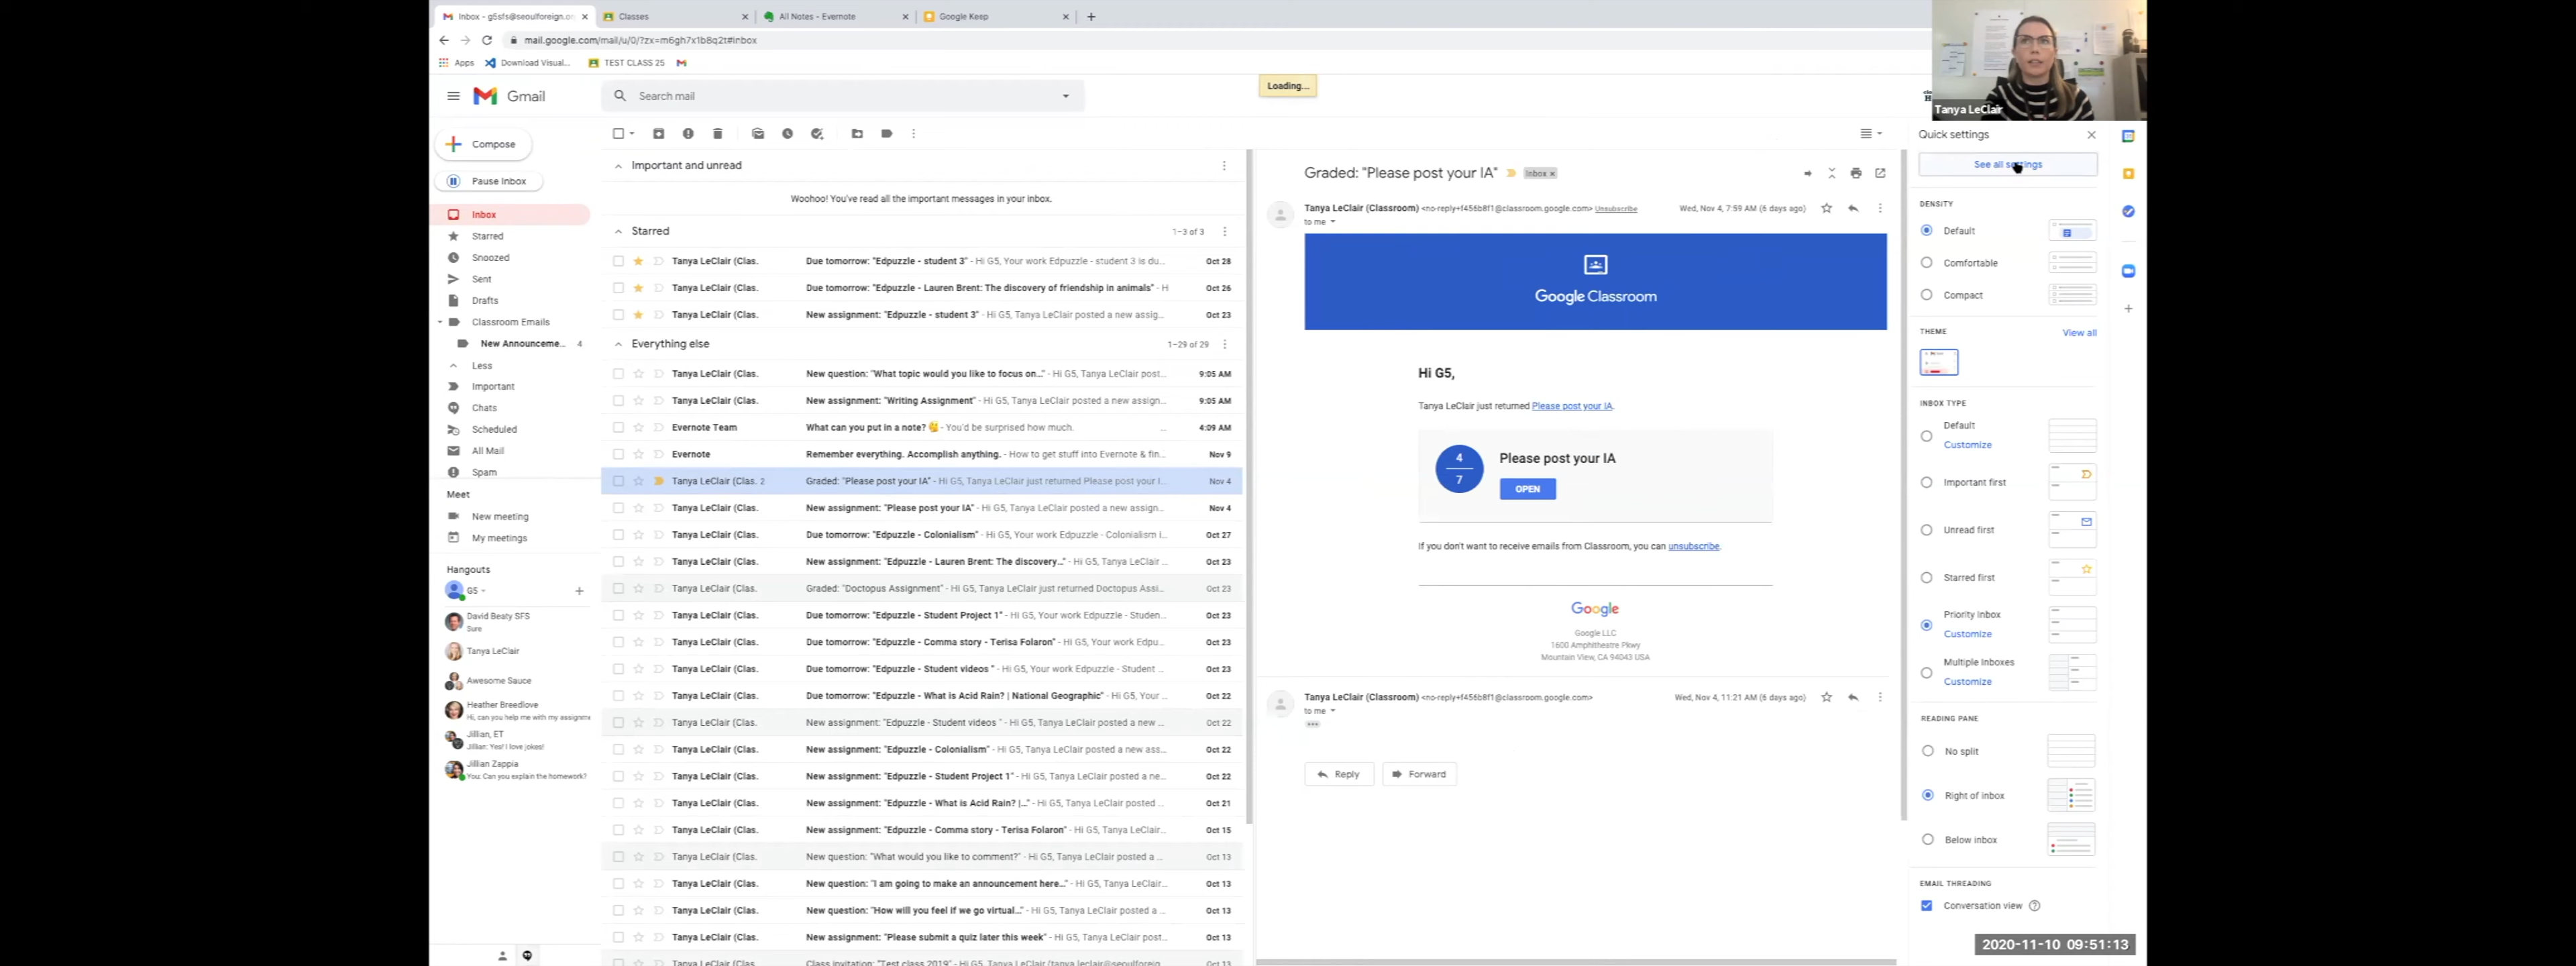 Inbox - g5sfs@seoulforeign.or
Classes
All Notes - Evernote
Google Keep
mail.google.com/mail/u/0/?zx=m6gh7x1b8q2t#inbox
Apps
Download Visual...
TEST CLASS 25
Loading...
Tanya LeClair
Gmail
Search mail
Compose
Pause Inbox
Inbox
Starred
Snoozed
Sent
Drafts
Classroom Emails
New Announceme... 4
Less
Important
Chats
Scheduled
All Mail
Spam
Meet
New meeting
My meetings
Hangouts
G5
David Beaty SFS
Sure
Tanya LeClair
Awesome Sauce
Heather Breedlove
Hi, can you help me with my assignme
Jillian, ET
Jillian: Yes! I love jokes!
Jillian Zappia
You: Can you explain the homework?
Important and unread
Woohoo! You've read all the important messages in your inbox.
Starred 1-3 of 3
Tanya LeClair (Clas. Due tomorrow: "Edpuzzle - student 3" - Hi G5, Your work Edpuzzle - student 3 is du... Oct 28
Tanya LeClair (Clas. Due tomorrow: "Edpuzzle - Lauren Brent: The discovery of friendship in animals" - H Oct 26
Tanya LeClair (Clas. New assignment: "Edpuzzle - student 3" - Hi G5, Tanya LeClair posted a new assig... Oct 23
Everything else 1-29 of 29
Tanya LeClair (Clas. New question: "What topic would you like to focus on..." - Hi G5, Tanya LeClair post... 9:05 AM
Tanya LeClair (Clas. New assignment: "Writing Assignment" - Hi G5, Tanya LeClair posted a new assign... 9:05 AM
Evernote Team What can you put in a note? 🤔 - You'd be surprised how much. ... 4:09 AM
Evernote Remember everything. Accomplish anything. - How to get stuff into Evernote & fin... Nov 9
Tanya LeClair (Clas. 2 Graded: "Please post your IA" - Hi G5, Tanya LeClair just returned Please post your I... Nov 4
Tanya LeClair (Clas. New assignment: "Please post your IA" - Hi G5, Tanya LeClair posted a new assign... Nov 4
Tanya LeClair (Clas. Due tomorrow: "Edpuzzle - Colonialism" - Hi G5, Your work Edpuzzle - Colonialism i... Oct 27
Tanya LeClair (Clas. New assignment: "Edpuzzle - Lauren Brent: The discovery..." - Hi G5, Tanya LeClair ... Oct 23
Tanya LeClair (Clas. Graded: "Doctopus Assignment" - Hi G5, Tanya LeClair just returned Doctopus Assi... Oct 23
Tanya LeClair (Clas. Due tomorrow: "Edpuzzle - Student Project 1" - Hi G5, Your work Edpuzzle - Studen... Oct 23
Tanya LeClair (Clas. Due tomorrow: "Edpuzzle - Comma story - Terisa Folaron" - Hi G5, Your work Edpu... Oct 23
Tanya LeClair (Clas. Due tomorrow: "Edpuzzle - Student videos " - Hi G5, Your work Edpuzzle - Student ... Oct 23
Tanya LeClair (Clas. Due tomorrow: "Edpuzzle - What is Acid Rain? | National Geographic" - Hi G5, Your ... Oct 22
Tanya LeClair (Clas. New assignment: "Edpuzzle - Student videos " - Hi G5, Tanya LeClair posted a new ... Oct 22
Tanya LeClair (Clas. New assignment: "Edpuzzle - Colonialism" - Hi G5, Tanya LeClair posted a new ass... Oct 22
Tanya LeClair (Clas. New assignment: "Edpuzzle - Student Project 1" - Hi G5, Tanya LeClair posted a ne... Oct 22
Tanya LeClair (Clas. New assignment: "Edpuzzle - What is Acid Rain? |..." - Hi G5, Tanya LeClair posted ... Oct 21
Tanya LeClair (Clas. New assignment: "Edpuzzle - Comma story - Terisa Folaron" - Hi G5, Tanya LeClair... Oct 15
Tanya LeClair (Clas. New question: "What would you like to comment?" - Hi G5, Tanya LeClair posted a ... Oct 13
Tanya LeClair (Clas. New question: "I am going to make an announcement here..." - Hi G5, Tanya LeClair... Oct 13
Tanya LeClair (Clas. New question: "How will you feel if we go virtual..." - Hi G5, Tanya LeClair posted a ... Oct 13
Tanya LeClair (Clas. New assignment: "Please submit a quiz later this week" - Hi G5, Tanya LeClair post... Oct 13
Tanya LeClair (Clas. Class invitation: "Test class 2019" - Hi G5, Tanya LeClair (tanya.leclair@seoulforeign... Oct 13
Graded: "Please post your IA" Inbox x
Tanya LeClair (Classroom) <no-reply+f456b8f1@classroom.google.com> Unsubscribe Wed, Nov 4, 7:59 AM (6 days ago)
to me
Google Classroom
Hi G5,
Tanya LeClair just returned Please post your IA.
4
7
Please post your IA
OPEN
If you don't want to receive emails from Classroom, you can unsubscribe.
Google
Google LLC
1600 Amphitheatre Pkwy
Mountain View, CA 94043 USA
Tanya LeClair (Classroom) <no-reply+f456b8f1@classroom.google.com> Wed, Nov 4, 11:21 AM (6 days ago)
to me
Reply
Forward
Quick settings
See all settings
DENSITY
Default
Comfortable
Compact
THEME View all
INBOX TYPE
Default
Customize
Important first
Unread first
Starred first
Priority Inbox
Customize
Multiple Inboxes
Customize
READING PANE
No split
Right of inbox
Below inbox
EMAIL THREADING
Conversation view
2020-11-10 09:51:13